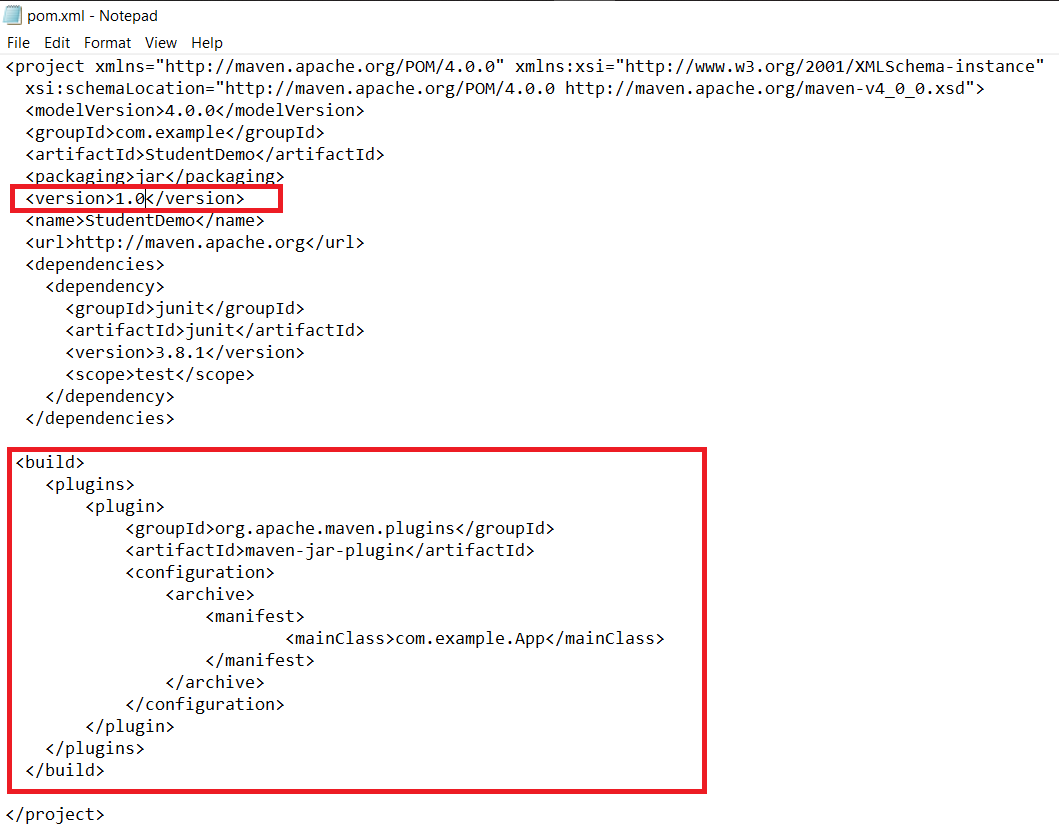 pom.xml - Notepad
File Edit Format View Help
<project xmlns="http://maven.apache.org/POM/4.0.0" xmlns:xsi="http://www.w3.org/2001/XMLSchema-instance"
  xsi:schemaLocation="http://maven.apache.org/POM/4.0.0 http://maven.apache.org/maven-v4_0_0.xsd">
  <modelVersion>4.0.0</modelVersion>
  <groupId>com.example</groupId>
  <artifactId>StudentDemo</artifactId>
  <packaging>jar</packaging>
  <version>1.0</version>
  <name>StudentDemo</name>
  <url>http://maven.apache.org</url>
  <dependencies>
    <dependency>
      <groupId>junit</groupId>
      <artifactId>junit</artifactId>
      <version>3.8.1</version>
      <scope>test</scope>
    </dependency>
  </dependencies>
 <build>
    <plugins>
        <plugin>
            <groupId>org.apache.maven.plugins</groupId>
            <artifactId>maven-jar-plugin</artifactId>
            <configuration>
                <archive>
                    <manifest>
                            <mainClass>com.example.App</mainClass>
                    </manifest>
                </archive>
            </configuration>
        </plugin>
    </plugins>
  </build>
</project>